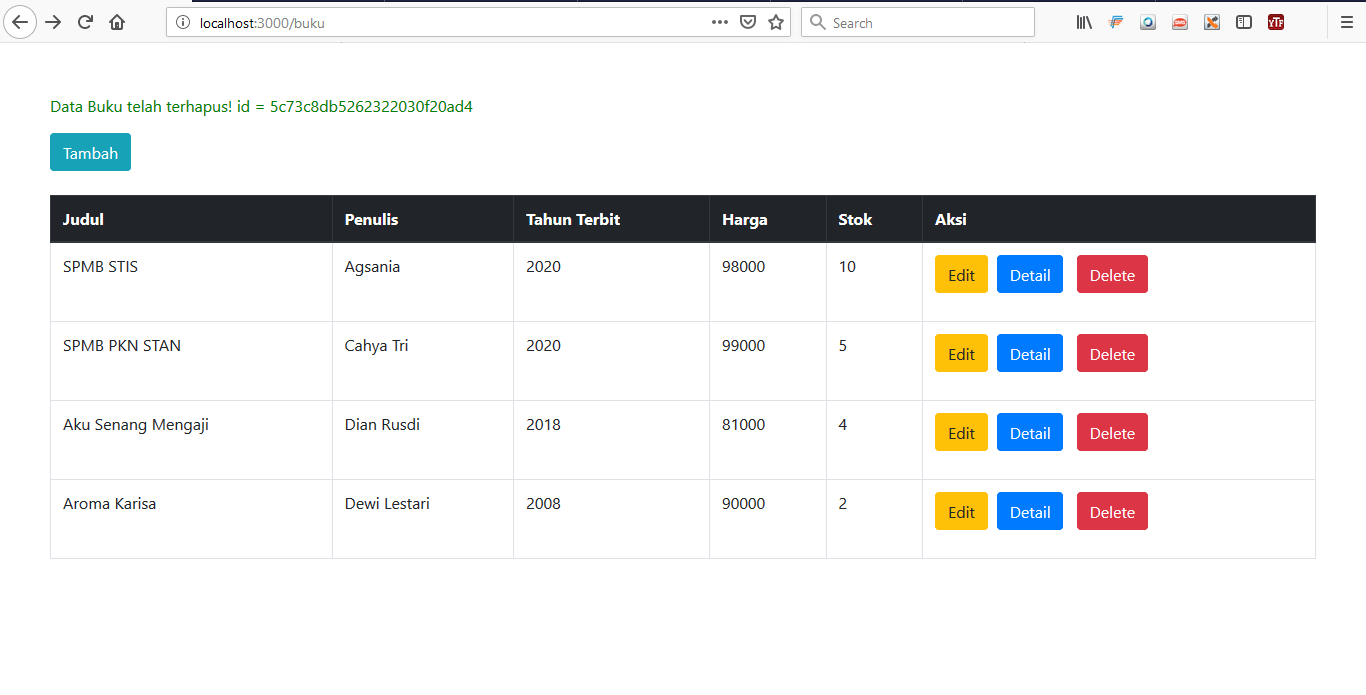 localhost:3000/buku
Search
YTF
Data Buku telah terhapus! id = 5c73c8db5262322030f20ad4
Tambah
Judul Penulis Tahun Terbit Harga Stok Aksi
SPMB STIS Agsania 2020 98000 10 Edit Detail Delete
SPMB PKN STAN Cahya Tri 2020 99000 5 Edit Detail Delete
Aku Senang Mengaji Dian Rusdi 2018 81000 4 Edit Detail Delete
Aroma Karisa Dewi Lestari 2008 90000 2 Edit Detail Delete